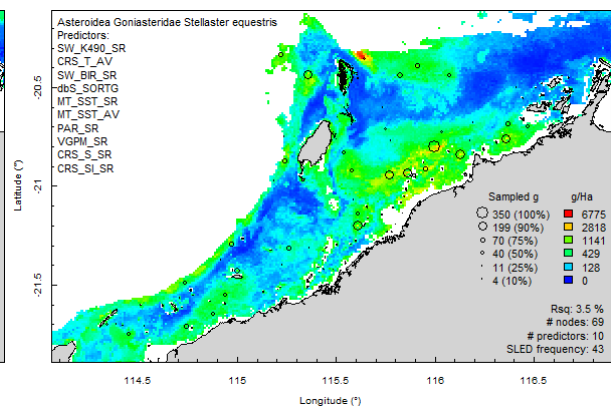 Asteroidea Goniasteridae Stellaster equestris
Predictors:
SW_K490_SR
CRS_T_AV
SW_BIR_SR
dbS_SORTG
MT_SST_SR
MT_SST_AV
PAR_SR
VGPM_SR
CRS_S_SR
CRS_SI_SR
Latitude (°)
-20.5
-21
-21.5
Sampled g g/Ha
350 (100%) 6775
199 (90%) 2818
70 (75%) 1141
40 (50%) 429
11 (25%) 128
4 (10%) 0
Rsq: 3.5 %
# nodes: 69
# predictors: 10
SLED frequency: 43
114.5 115 115.5 116 116.5
Longitude (°)